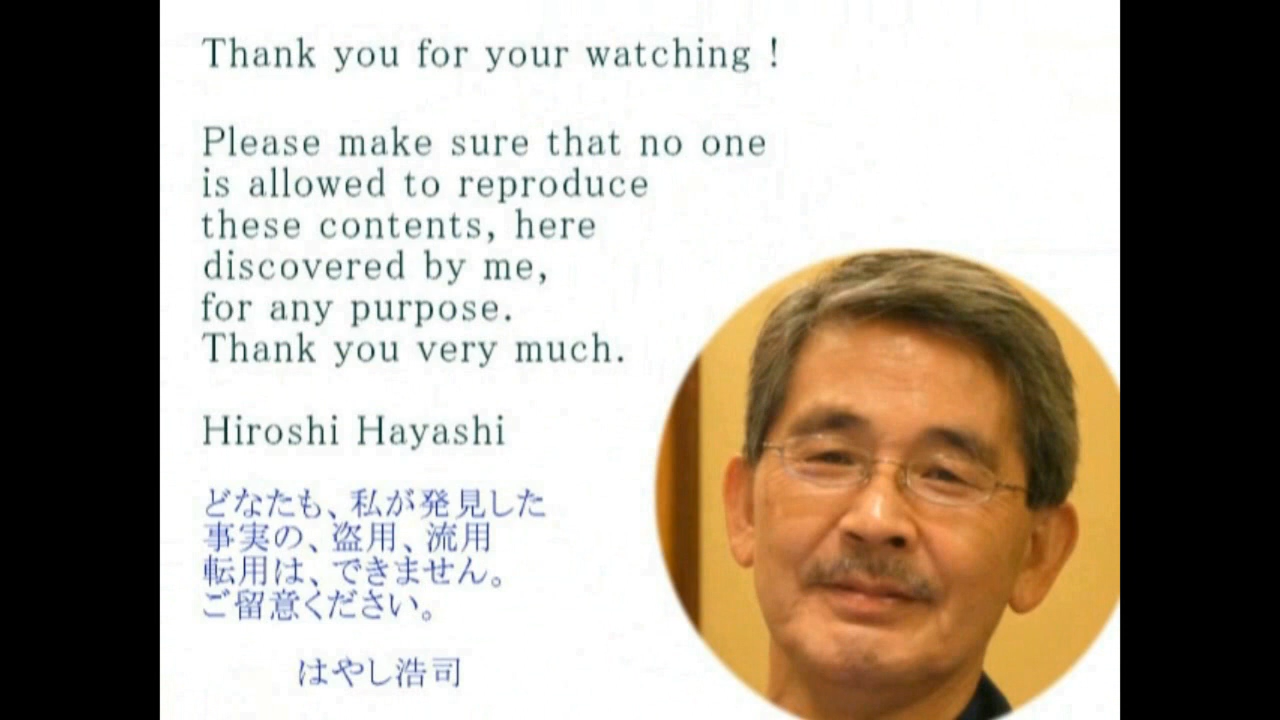 Thank you for your watching !
Please make sure that no one
is allowed to reproduce
these contents, here
discovered by me,
for any purpose.
Thank you very much.
Hiroshi Hayashi
どなたも、私が発見した
事実の、盗用、流用
転用は、できません。
ご留意ください。
はやし浩司